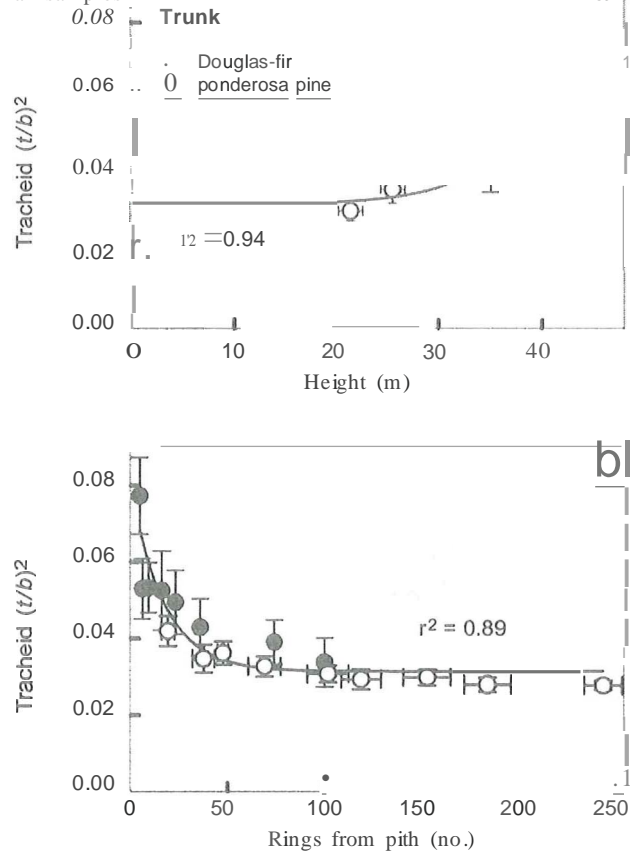 0.08
Trunk
Douglas-fir
0 ponderosa pine
0.06
0.04
0.02
0.00
Tracheid (t/b)2
r.
12 =0.94
O 10 20 30 40
Height (m)
b
0.08
0.06
0.04
0.02
0.00
Tracheid (t/b)2
r2 = 0.89
0 50 100 150 200 250
Rings from pith (no.)